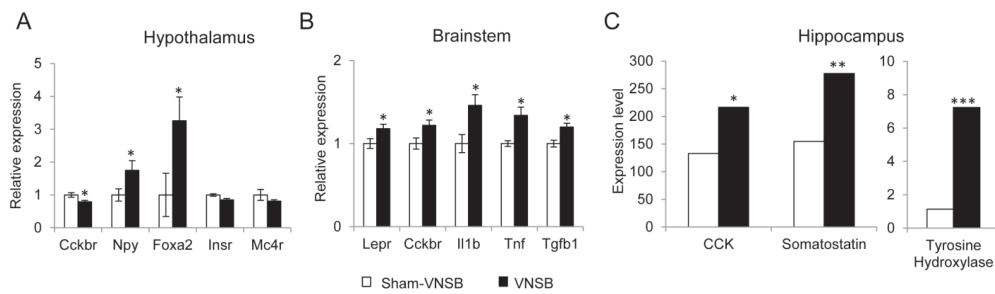 A
Hypothalamus
Relative expression
5
4
3
2
1
0
*
*
*
Cckbr Npy Foxa2 Insr Mc4r
B
Brainstem
Relative expression
2
1
0
*
*
*
*
*
Lepr Cckbr Il1b Tnf Tgfb1
Sham-VNSB VNSB
C
Hippocampus
Expression level
300
250
200
150
100
50
0
*
**
CCK Somatostatin
10
8
6
4
2
0
***
Tyrosine
Hydroxylase